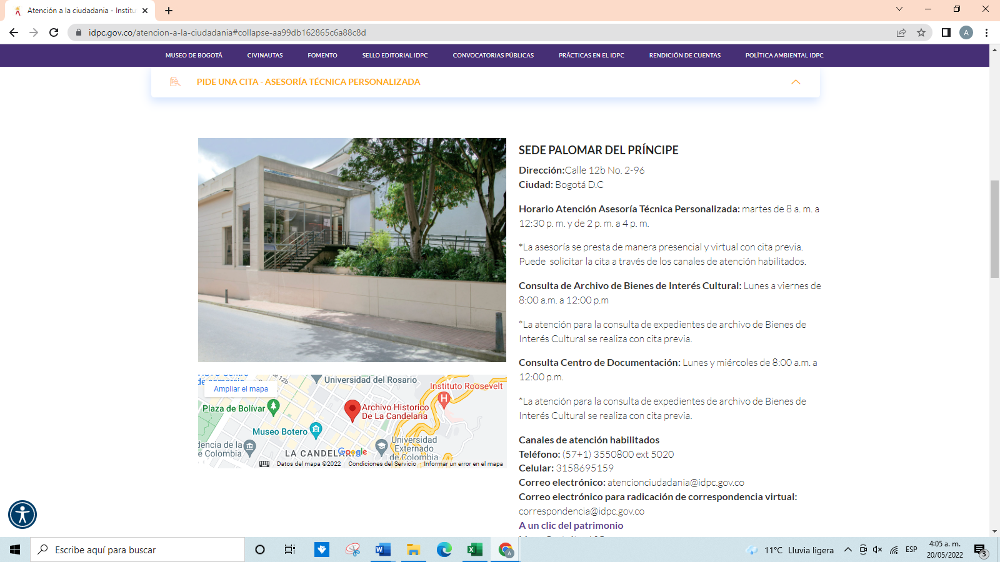 Atención a la ciudadania - Institu
idpc.gov.co/atencion-a-la-ciudadania#collapse-aa99db162865c6a88c8d
A
MUSEO DE BOGOTÁ
CIVINAUTAS
FOMENTO
SELLO EDITORIAL IDPC
CONVOCATORIAS PÚBLICAS
PRÁCTICAS EN EL IDPC
RENDICIÓN DE CUENTAS
POLÍTICA AMBIENTAL IDPC
PIDE UNA CITA - ASESORÍA TÉCNICA PERSONALIZADA
SEDE PALOMAR DEL PRÍNCIPE
Dirección:Calle 12b No. 2-96
Ciudad: Bogotá D.C
Horario Atención Asesoría Técnica Personalizada: martes de 8 a. m. a
12:30 p. m. y de 2 p. m. a 4 p. m.
*La asesoría se presta de manera presencial y virtual con cita previa.
Puede solicitar la cita a través de los canales de atención habilitados.
Consulta de Archivo de Bienes de Interés Cultural: Lunes a viernes de
8:00 a.m. a 12:00 p.m
*La atención para la consulta de expedientes de archivo de Bienes de
Interés Cultural se realiza con cita previa.
Consulta Centro de Documentación: Lunes y miércoles de 8:00 a.m. a
12:00 p.m.
*La atención para la consulta de expedientes de archivo de Bienes de
Interés Cultural se realiza con cita previa.
Canales de atención habilitados
Teléfono: (57+1) 3550800 ext 5020
Celular: 3158695159
Correo electrónico: atencionciudadania@idpc.gov.co
Correo electrónico para radicación de correspondencia virtual:
correspondencia@idpc.gov.co
A un clic del patrimonio
Ampliar el mapa
12b
Universidad del Rosario
Instituto Roosevelt
H
Plaza de Bolívar
Archivo Historico
De La Candelaria
Museo Botero
Universidad
Externado
de Colombia
dencia de la
e Colombia
LA CANDELARIA
Google
Datos del mapa ©2022
Condiciones del Servicio
Informar un error en el mapa
Escribe aquí para buscar
11°C Lluvia ligera
ESP
4:05 a. m.
20/05/2022
3